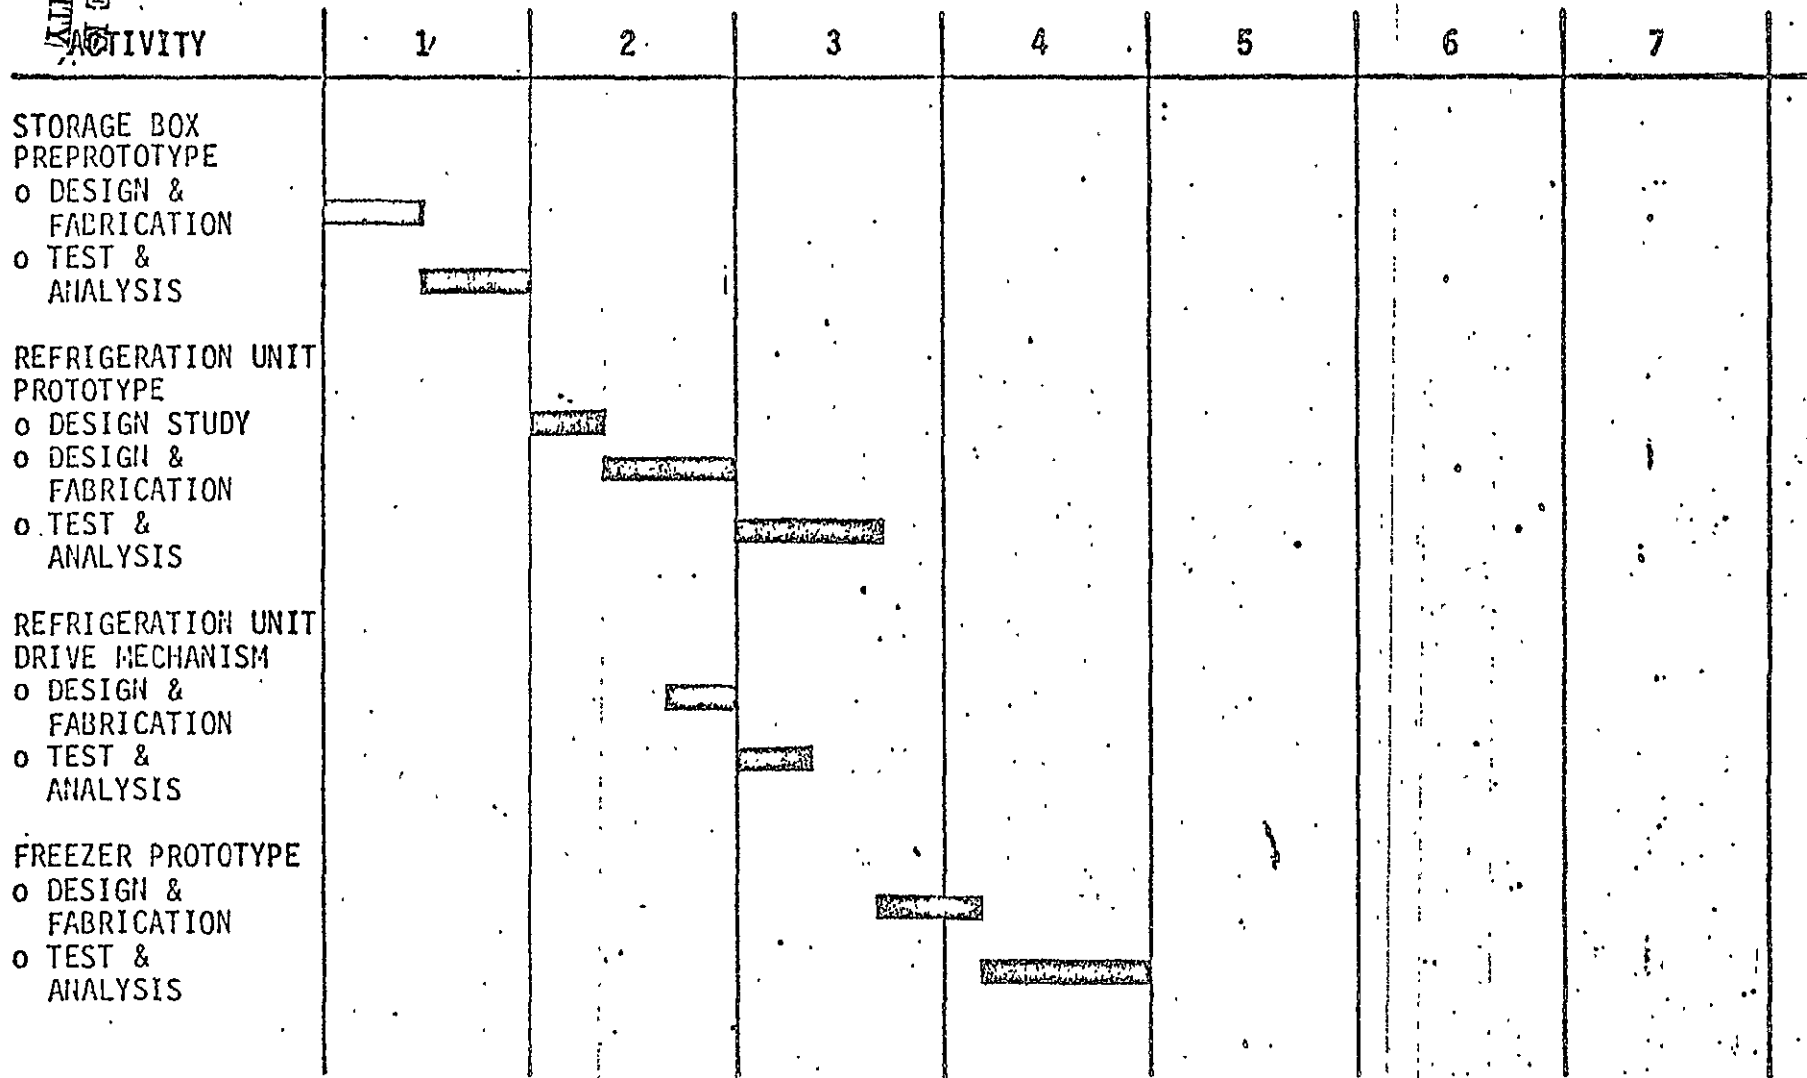 ACTIVITY 1 2 3 4 5 6 7
STORAGE BOX
PREPROTOTYPE
o DESIGN &
FABRICATION
o TEST &
ANALYSIS
REFRIGERATION UNIT
PROTOTYPE
o DESIGN STUDY
o DESIGN &
FABRICATION
o TEST &
ANALYSIS
REFRIGERATION UNIT
DRIVE MECHANISM
o DESIGN &
FABRICATION
o TEST &
ANALYSIS
FREEZER PROTOTYPE
o DESIGN &
FABRICATION
o TEST &
ANALYSIS